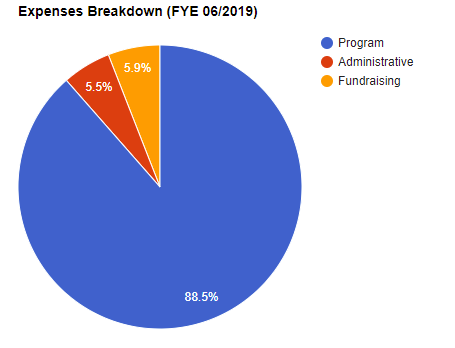 Expenses Breakdown (FYE 06/2019)
Program
Administrative
Fundraising
5.9%
5.5%
88.5%